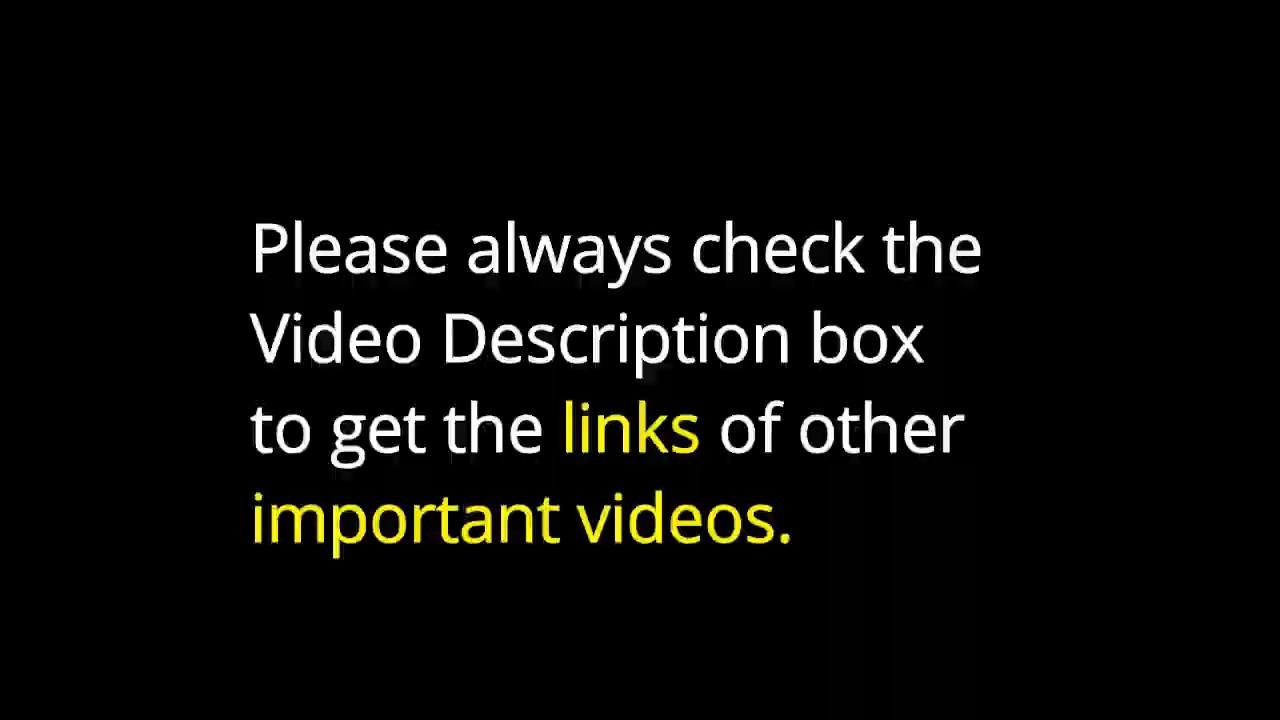 Please always check the
Video Description box
to get the links of other
important videos.